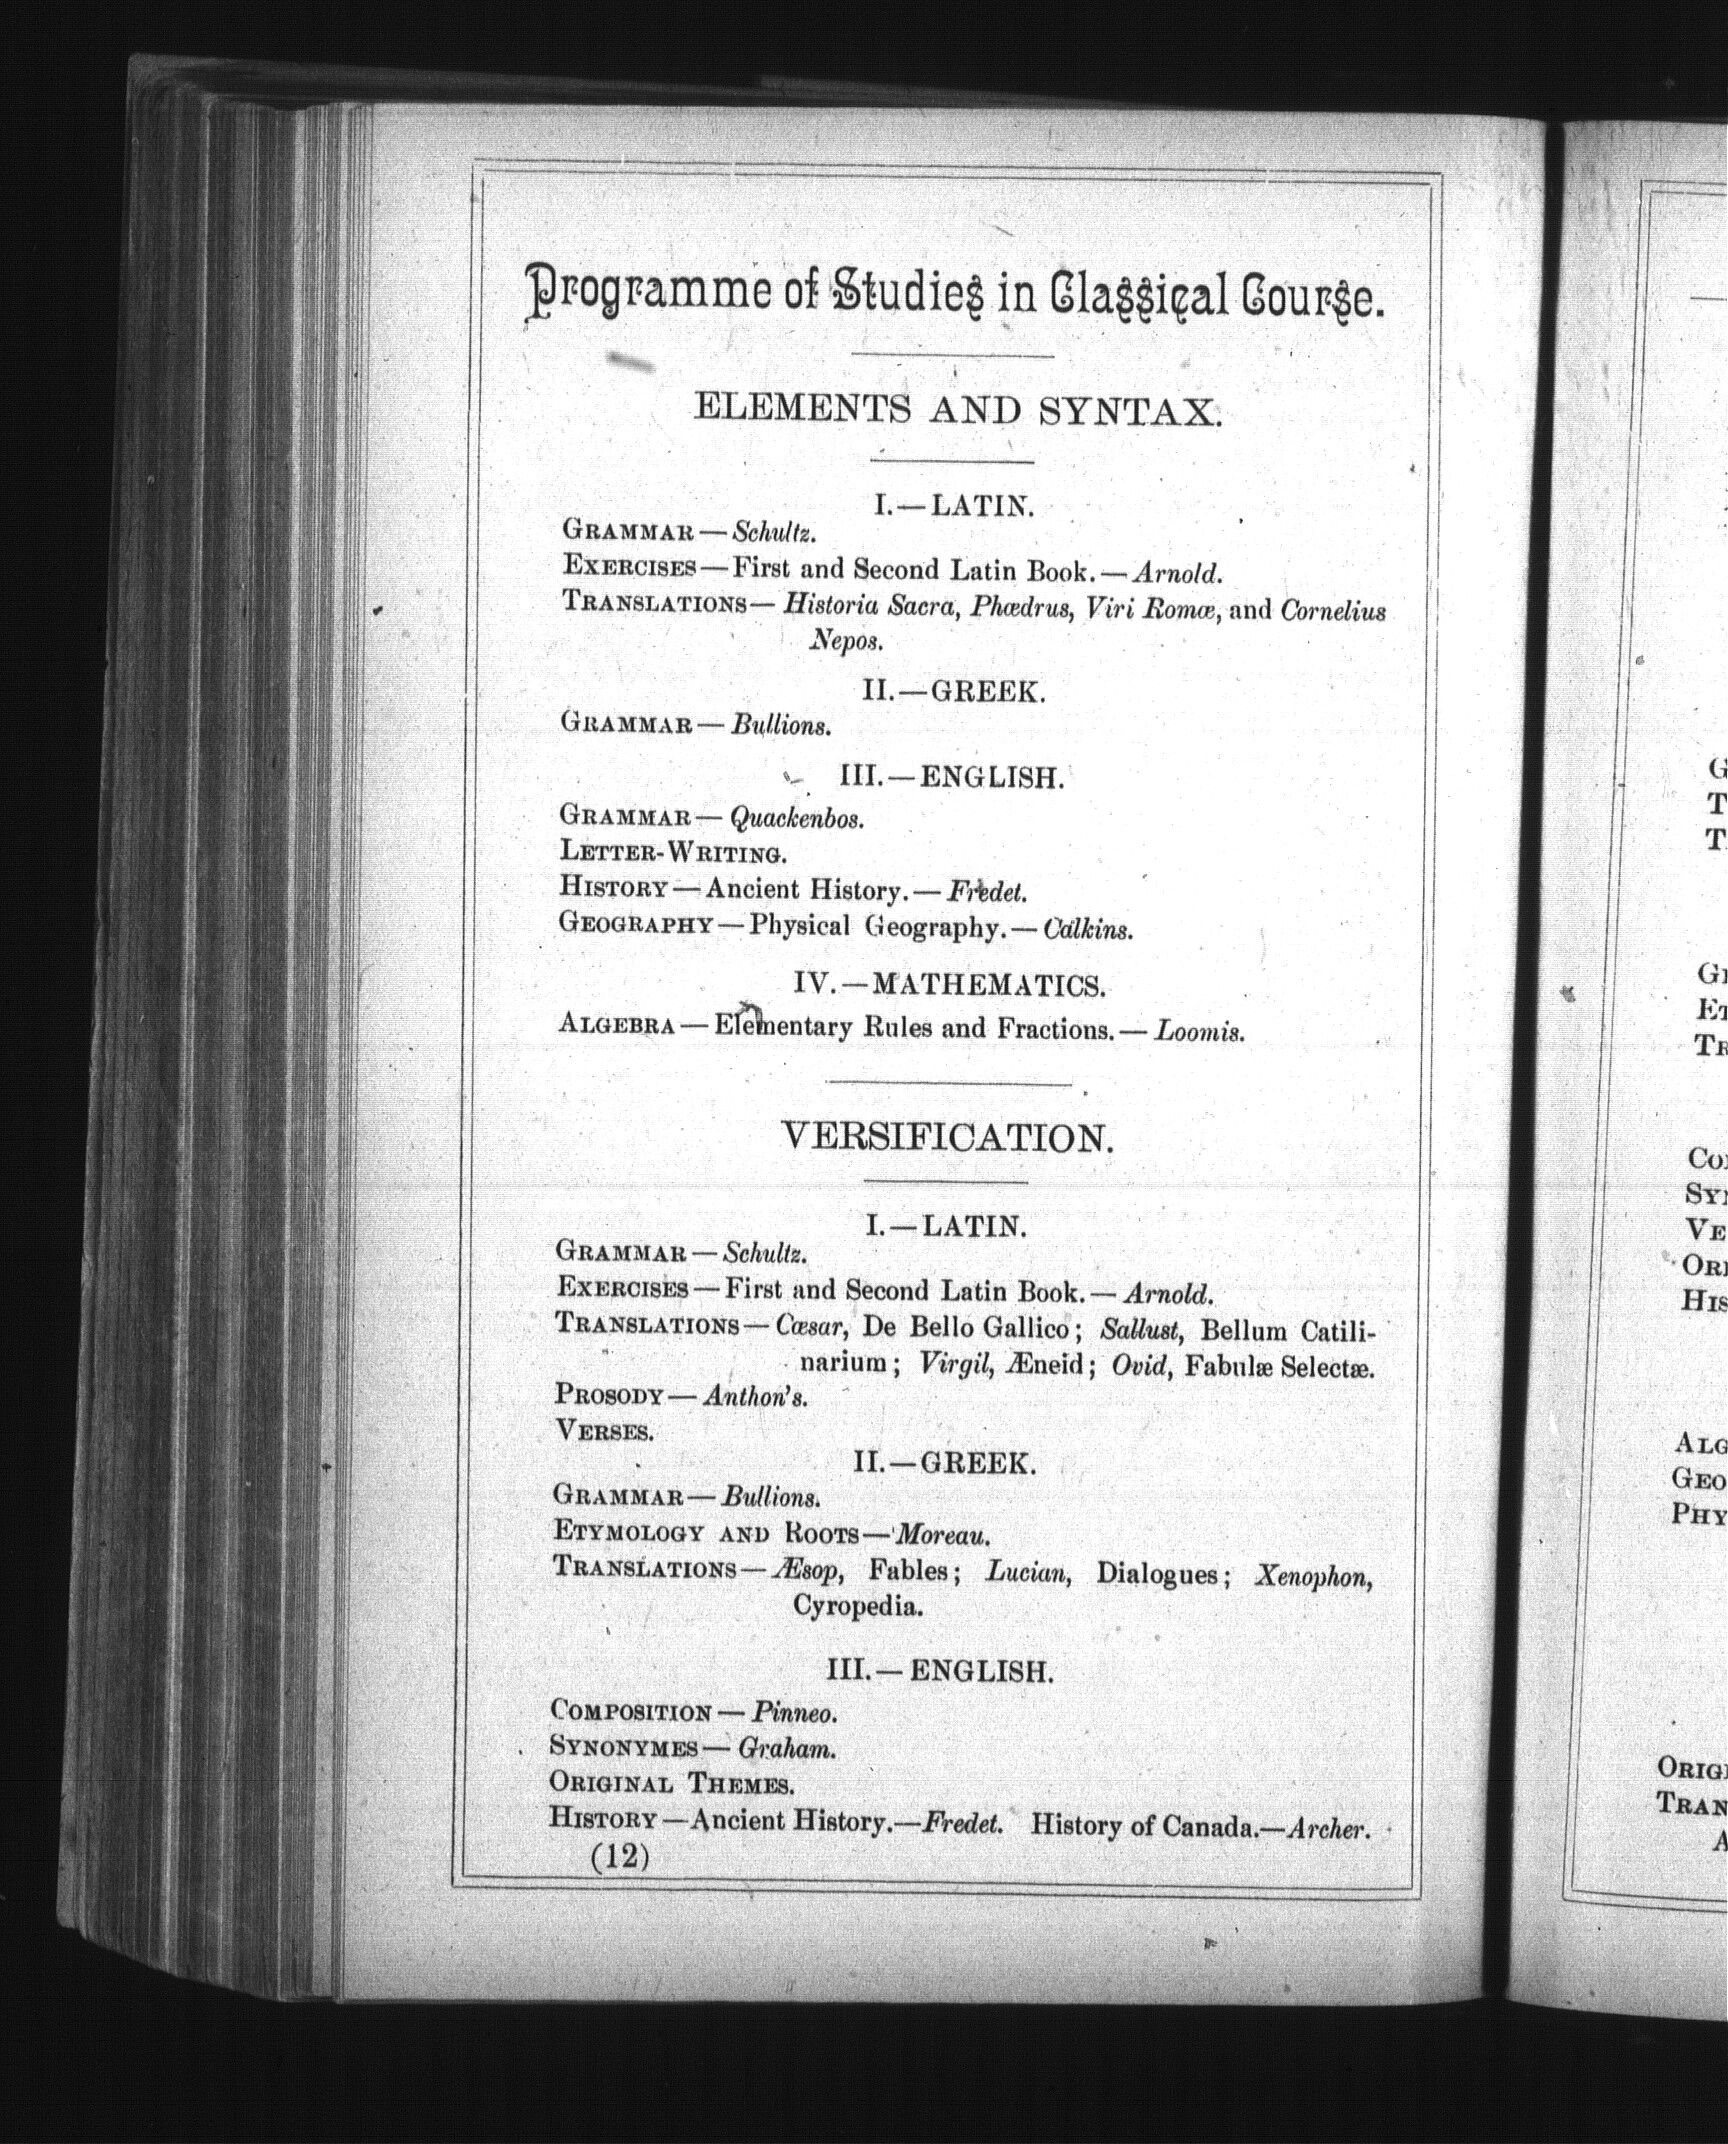 Programme of Studies in Classical Course.
ELEMENTS AND SYNTAX.
I.—LATIN.
GRAMMAR—Schultz.
EXERCISES—First and Second Latin Book.—Arnold.
TRANSLATIONS—Historia Sacra, Phœdrus, Viri Romœ, and Cornelius
Nepos.
II.—GREEK.
GRAMMAR—Bullions.
III.—ENGLISH.
GRAMMAR—Quackenbos.
LETTER-WRITING.
HISTORY—Ancient History.—Fredet.
GEOGRAPHY—Physical Geography.—Calkins.
IV.—MATHEMATICS.
ALGEBRA—Elementary Rules and Fractions.—Loomis.
VERSIFICATION.
I.—LATIN.
GRAMMAR—Schultz.
EXERCISES—First and Second Latin Book.—Arnold.
TRANSLATIONS—Cœsar, De Bello Gallico; Sallust, Bellum Catili-
narium; Virgil, Æneid; Ovid, Fabulæ Selectæ.
PROSODY—Anthon's.
VERSES.
II.—GREEK.
GRAMMAR—Bullions.
ETYMOLOGY AND ROOTS—Moreau.
TRANSLATIONS—Æsop, Fables; Lucian, Dialogues; Xenophon,
Cyropedia.
III.—ENGLISH.
COMPOSITION—Pinneo.
SYNONYMES—Graham.
ORIGINAL THEMES.
HISTORY—Ancient History.—Fredet. History of Canada.—Archer.
(12)